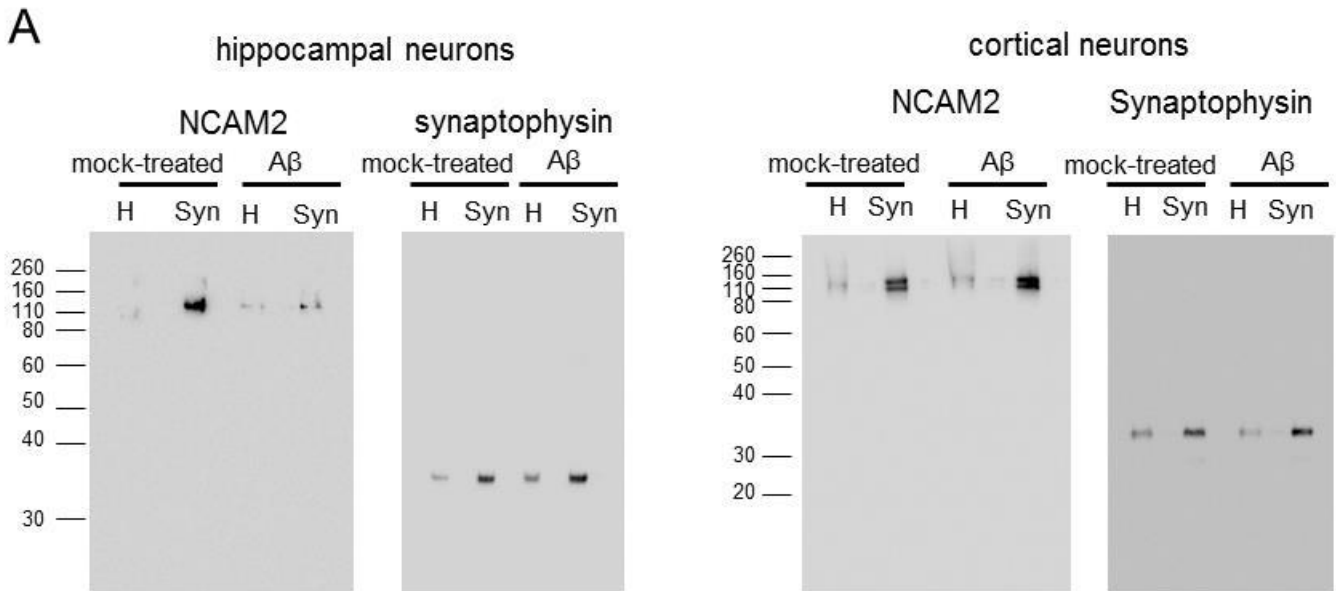 A
hippocampal neurons
NCAM2 synaptophysin
mock-treated Aβ mock-treated Aβ
H Syn H Syn H Syn H Syn
260
160
110
80
60
50
40
30
cortical neurons
NCAM2 Synaptophysin
mock-treated Aβ mock-treated Aβ
H Syn H Syn H Syn H Syn
260
160
110
80
60
50
40
30
20